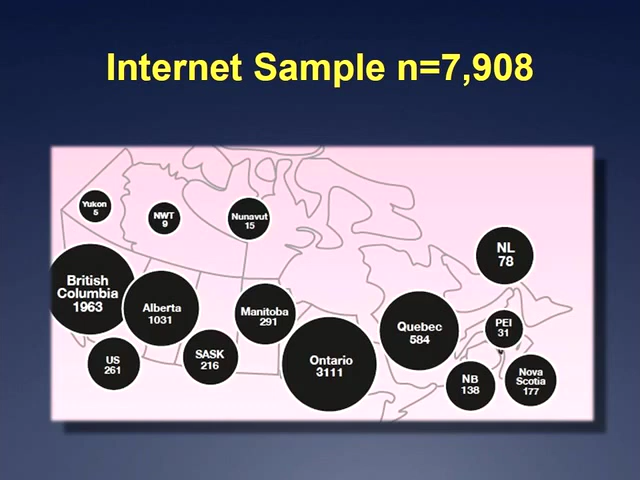 Internet Sample n=7,908
Yukon
5
NWT
9
Nunavut
15
NL
78
British
Columbia
1963
Alberta
1031
Manitoba
291
Quebec
584
PEI
31
US
261
SASK
216
Ontario
3111
NB
138
Nova
Scotia
177